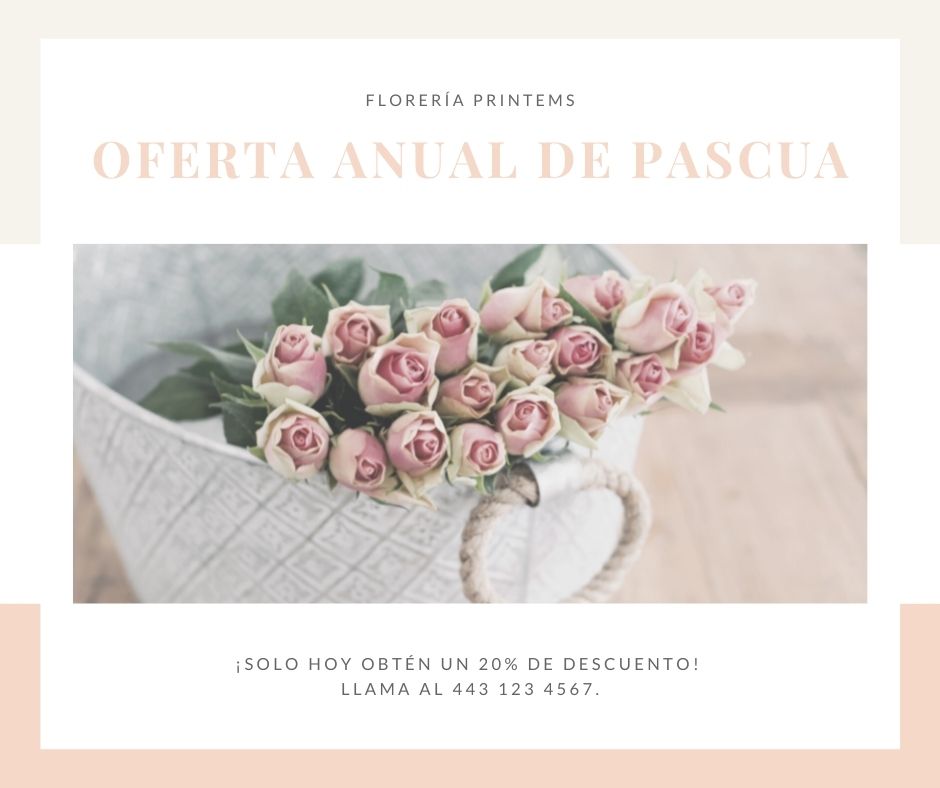 FLORERÍA PRINTEMS
OFERTA ANUAL DE PASCUA
¡SOLO HOY OBTÉN UN 20% DE DESCUENTO!
LLAMA AL 443 123 4567.